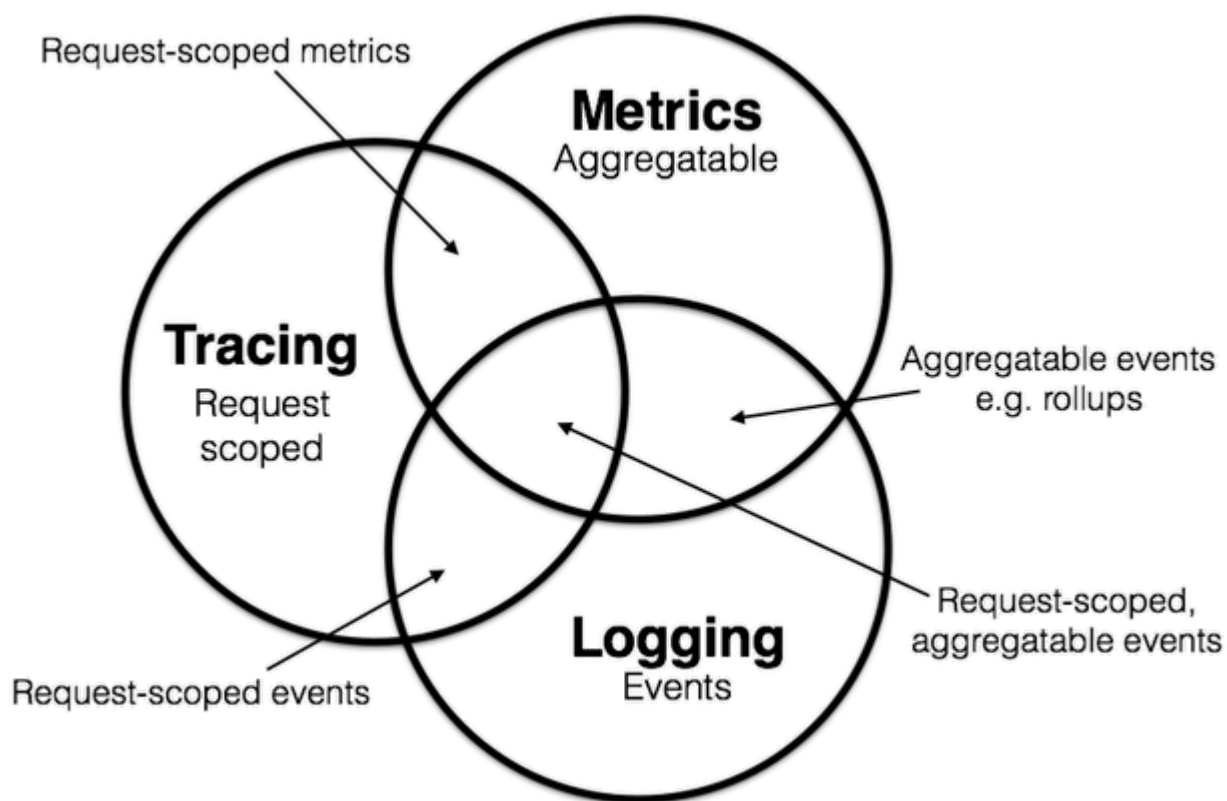 Request-scoped metrics
Metrics
Aggregatable
Tracing
Request
scoped
Aggregatable events
e.g. rollups
Request-scoped,
aggregatable events
Logging
Events
Request-scoped events